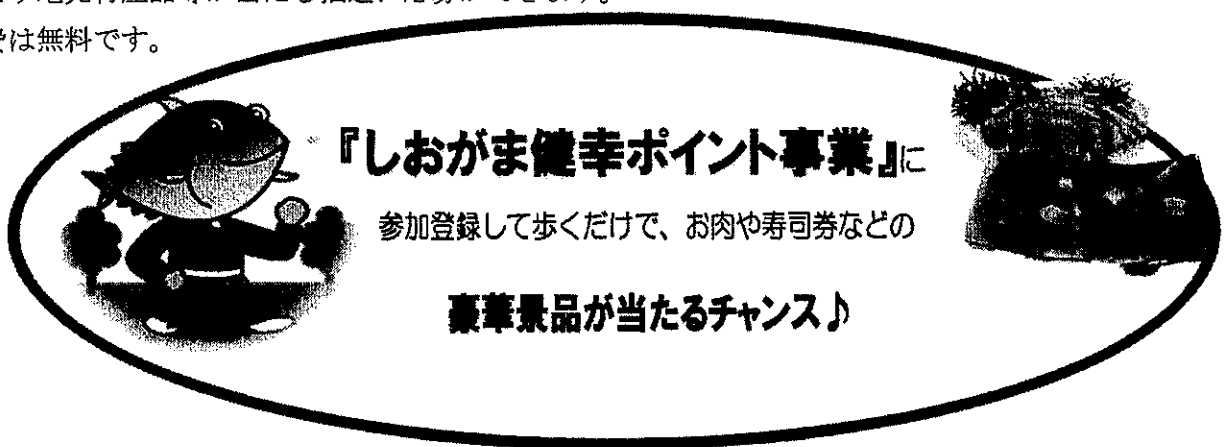 は無料です。
『しおがま健幸ポイント事業』に
参加登録して歩くだけで、お肉や寿司券などの
豪華景品が当たるチャンス♪